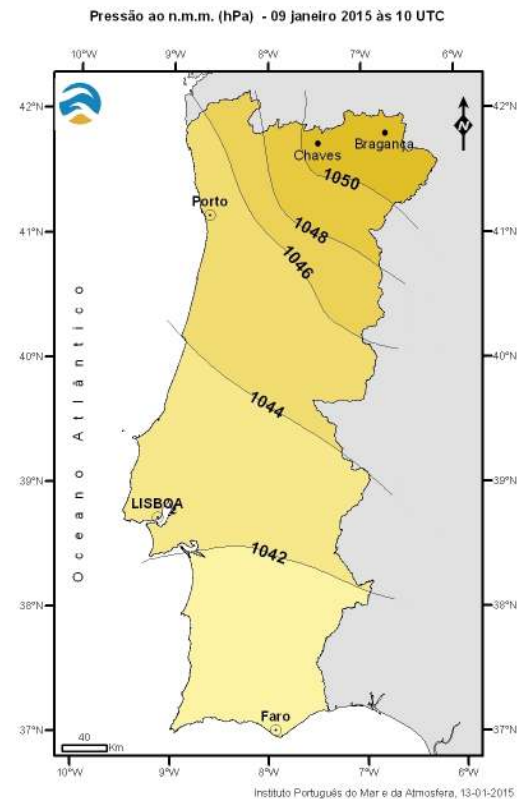 Pressão ao n.m.m. (hPa) - 09 janeiro 2015 às 10 UTC
10°W 9°W 8°W 7°W 6°W
42°N 42°N
N
Bragança
Chaves
1050
Porto
1048
41°N 41°N
1046
Oceano Atlântico
40°N 40°N
1044
39°N 39°N
LISBOA
1042
38°N 38°N
Faro
37°N 37°N
40
Km
10°W 9°W 8°W 7°W 6°W
Instituto Português do Mar e da Atmosfera, 13-01-2015